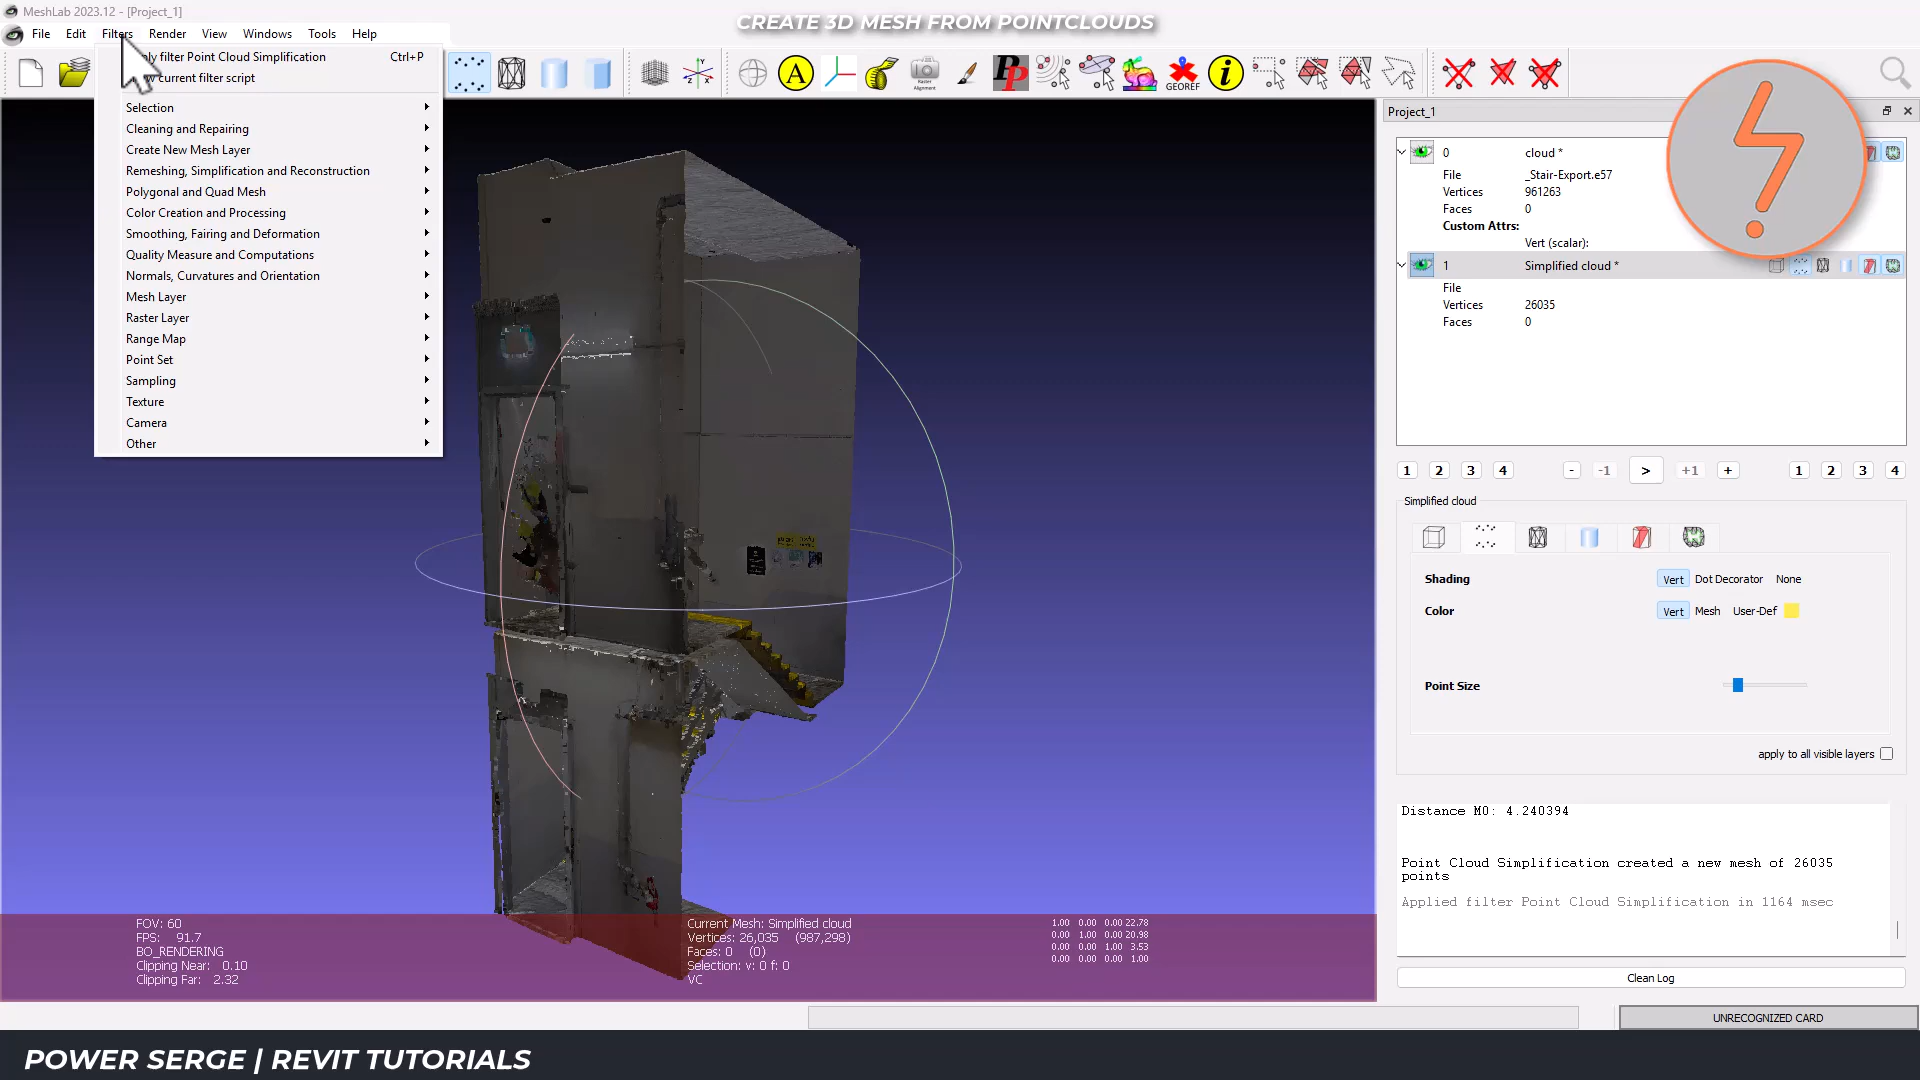 MeshLab 2023.12 - [Project_1]
CREATE 3D MESH FROM POINTCLOUDS
File Edit Filters Render View Windows Tools Help
filter Point Cloud Simplification Ctrl+P
current filter script
GEOREF
Selection
Cleaning and Repairing
Create New Mesh Layer
Remeshing, Simplification and Reconstruction
Polygonal and Quad Mesh
Color Creation and Processing
Smoothing, Fairing and Deformation
Quality Measure and Computations
Normals, Curvatures and Orientation
Mesh Layer
Raster Layer
Range Map
Point Set
Sampling
Texture
Camera
Other
Project_1
0 cloud *
File _Stair-Export.e57
Vertices 961263
Faces 0
Custom Attrs:
Vert (scalar):
1 Simplified cloud *
File
Vertices 26035
Faces 0
1 2 3 4 - -1 > +1 + 1 2 3 4
Simplified cloud
Shading Vert Dot Decorator None
Color Vert Mesh User-Def
Point Size
apply to all visible layers
Distance M0: 4.240394
Point Cloud Simplification created a new mesh of 26035
points
Applied filter Point Cloud Simplification in 1164 msec
Clean Log
FOV: 60
FPS: 91.7
BO_RENDERING
Clipping Near: 0.10
Clipping Far: 2.32
Current Mesh: Simplified cloud
Vertices: 26,035 (987,298)
Faces: 0 (0)
Selection: v: 0 f: 0
VC
1.00 0.00 0.00 22.78
0.00 1.00 0.00 20.98
0.00 0.00 1.00 3.53
0.00 0.00 0.00 1.00
UNRECOGNIZED CARD
POWER SERGE | REVIT TUTORIALS